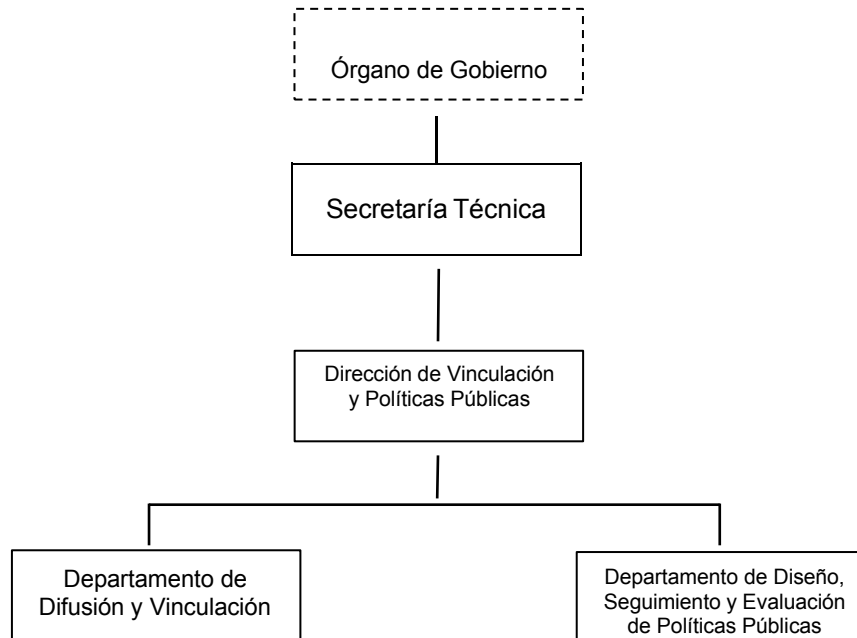 Órgano de Gobierno
Secretaría Técnica
Dirección de Vinculación
y Políticas Públicas
Departamento de
Difusión y Vinculación
Departamento de Diseño,
Seguimiento y Evaluación
de Políticas Públicas